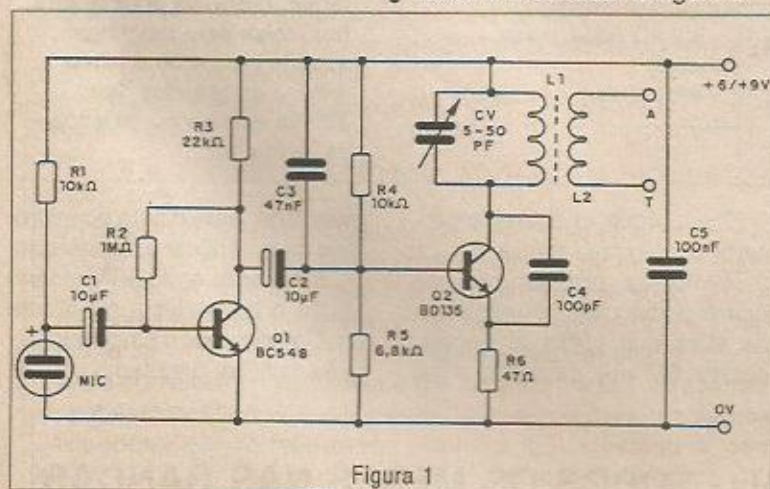 L1
+6/+9V
CV
5-50
PF
A
T
L2
R1
10kΩ
R3
22kΩ
C3
47nF
R4
10kΩ
R2
1MΩ
C1
10µF
C2
10µF
Q1
BC548
Q2
BD135
C4
100pF
C5
100nF
R5
6,8kΩ
R6
47Ω
+
MIC
0V
Figura 1